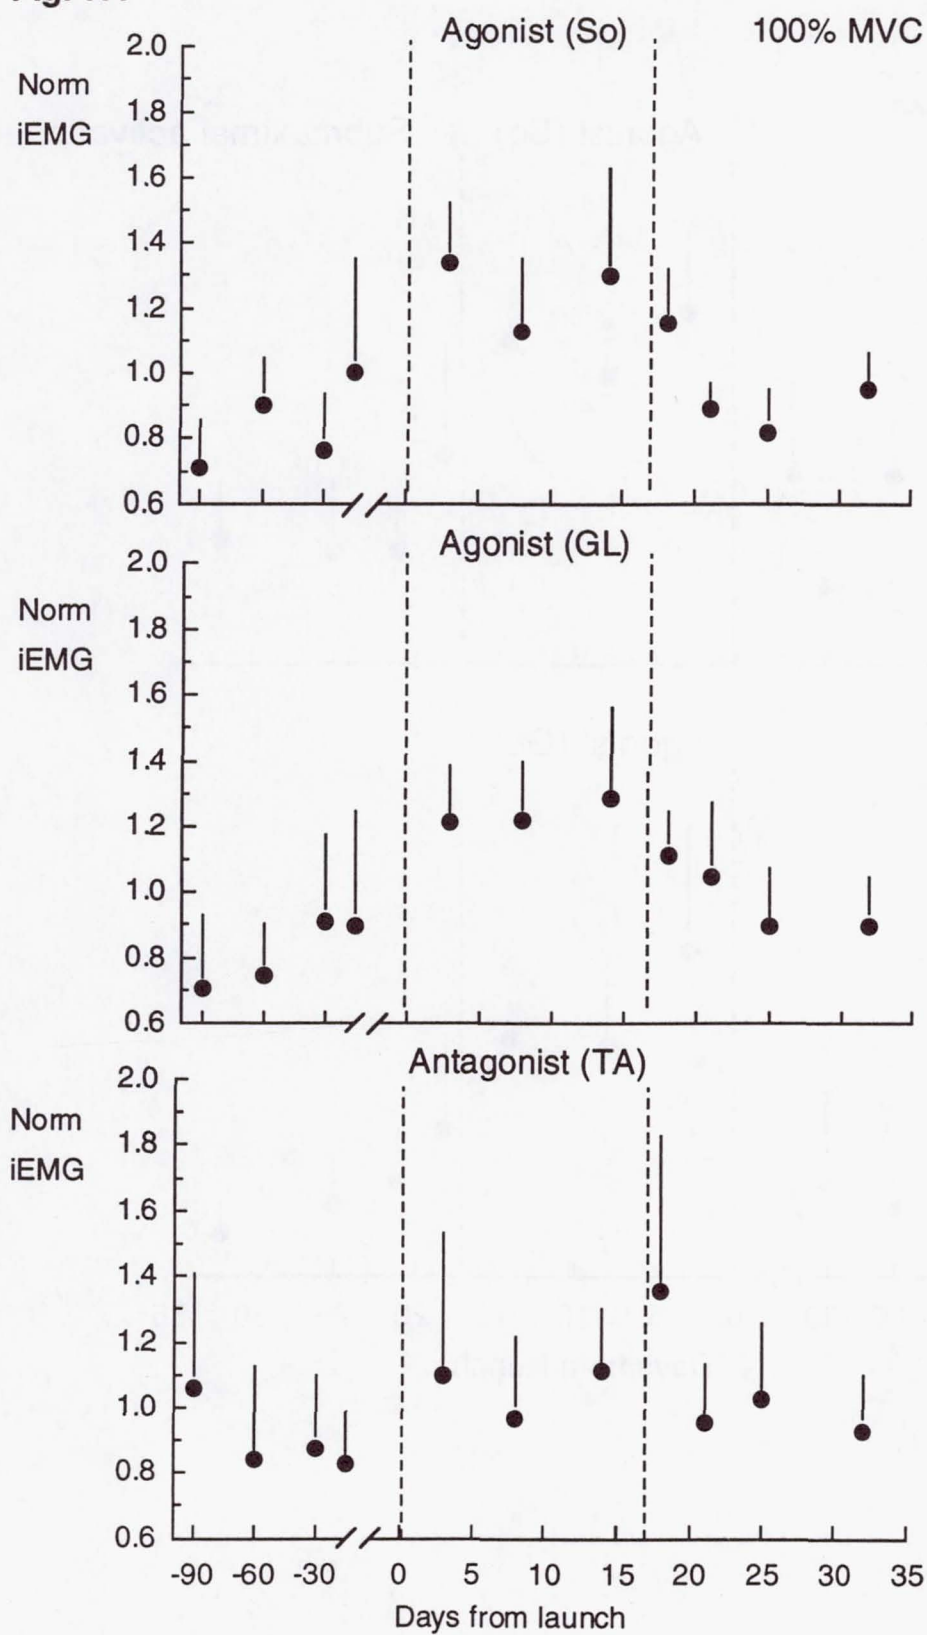 Agonist (So) 100% MVC
Norm
iEMG
2.0
1.8
1.6
1.4
1.2
1.0
0.8
0.6
Agonist (GL)
Norm
iEMG
2.0
1.8
1.6
1.4
1.2
1.0
0.8
0.6
Antagonist (TA)
Norm
iEMG
2.0
1.8
1.6
1.4
1.2
1.0
0.8
0.6
-90 -60 -30 0 5 10 15 20 25 30 35
Days from launch